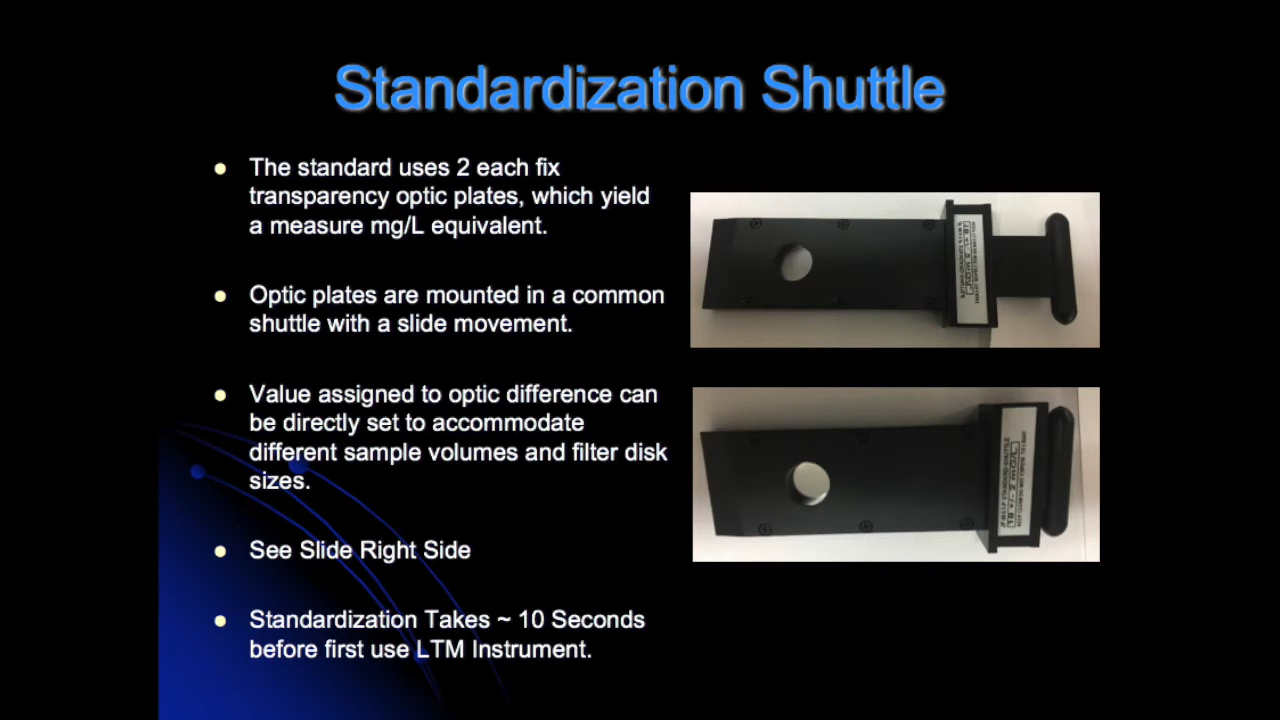 Standardization Shuttle
The standard uses 2 each fix
transparency optic plates, which yield
a measure mg/L equivalent.
Optic plates are mounted in a common
shuttle with a slide movement.
Value assigned to optic difference can
be directly set to accommodate
different sample volumes and filter disk
sizes.
See Slide Right Side
Standardization Takes ~ 10 Seconds
before first use LTM Instrument.
18 +/- 2 mG/L